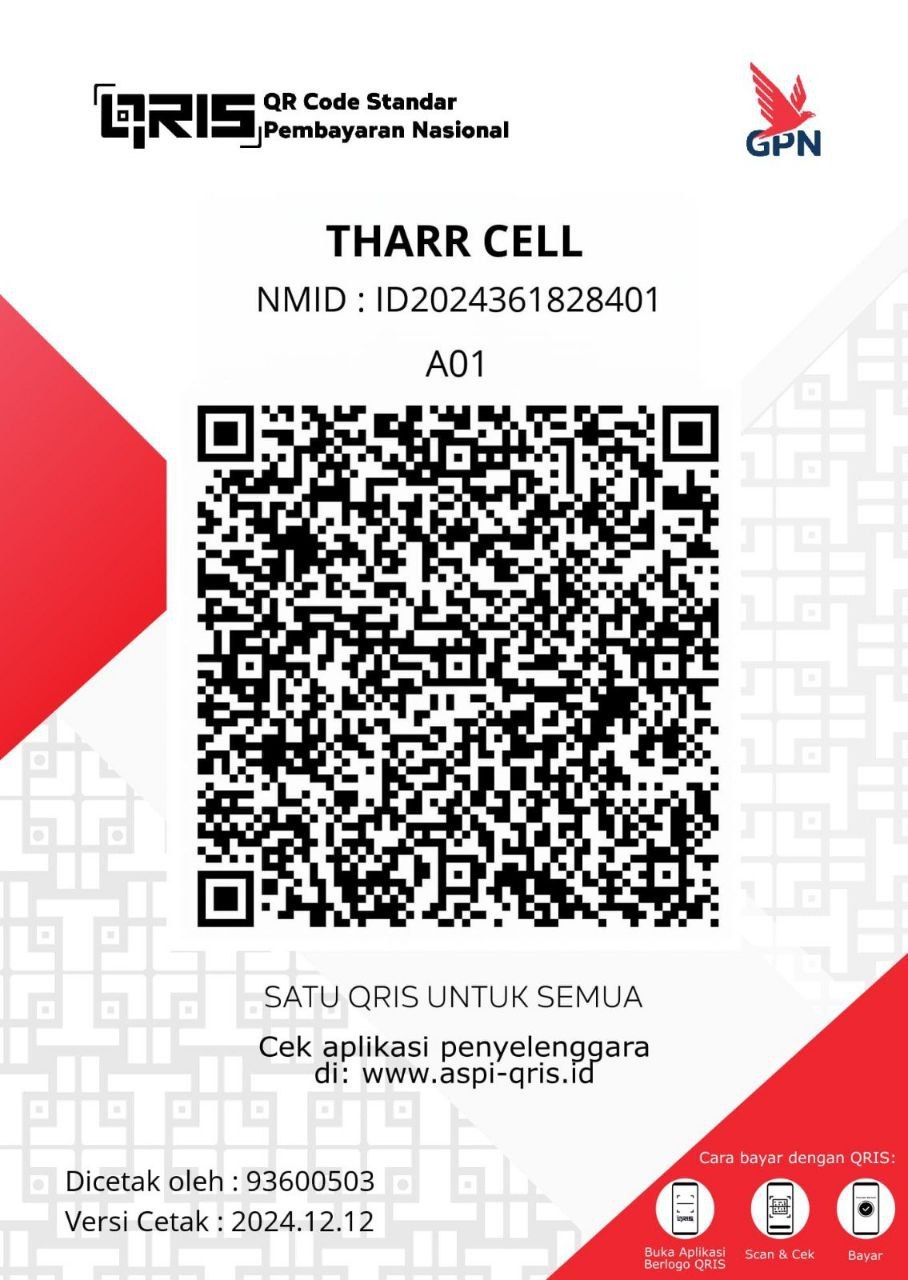 QRIS QR Code Standar
Pembayaran Nasional
GPN
THARR CELL
NMID : ID2024361828401
A01
SATU QRIS UNTUK SEMUA
Cek aplikasi penyelenggara
di: www.aspi-qris.id
Dicetak oleh : 93600503
Versi Cetak : 2024.12.12
Cara bayar dengan QRIS:
Buka Aplikasi
Berlogo QRIS
Scan & Cek
Bayar